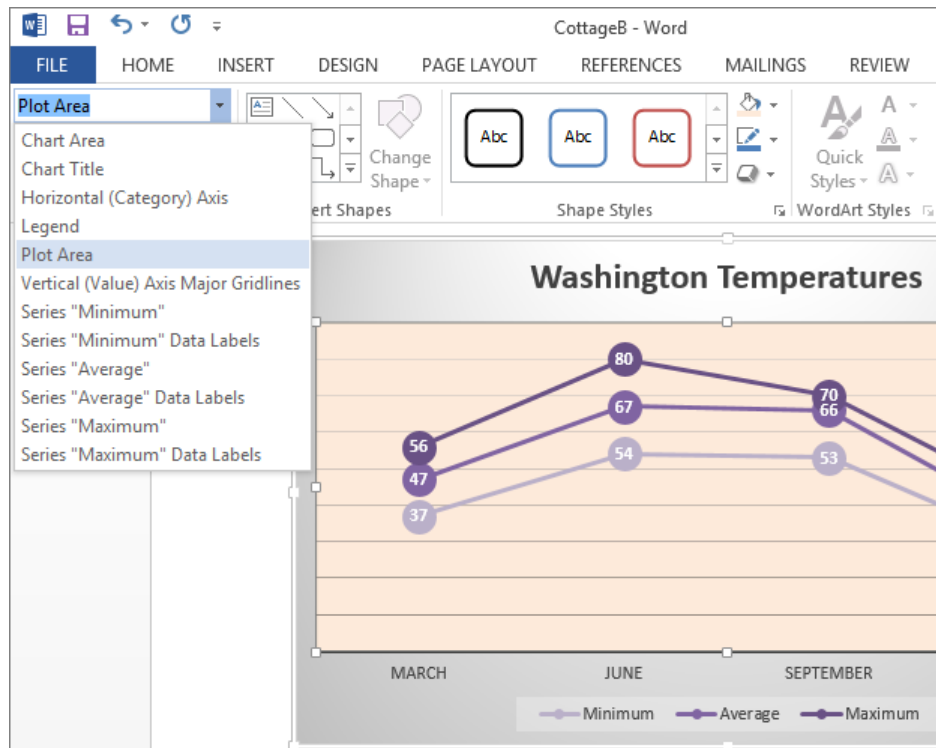 CottageB - Word
FILE HOME INSERT DESIGN PAGE LAYOUT REFERENCES MAILINGS REVIEW
Plot Area
Chart Area
Chart Title
Horizontal (Category) Axis
Legend
Plot Area
Vertical (Value) Axis Major Gridlines
Series "Minimum"
Series "Minimum" Data Labels
Series "Average"
Series "Average" Data Labels
Series "Maximum"
Series "Maximum" Data Labels
Change
Shape
ert Shapes
Abc Abc Abc
Shape Styles
Quick
Styles
A
A
A
WordArt Styles
Washington Temperatures
80
70
67
66
56
54
53
47
37
MARCH JUNE SEPTEMBER
Minimum Average Maximum